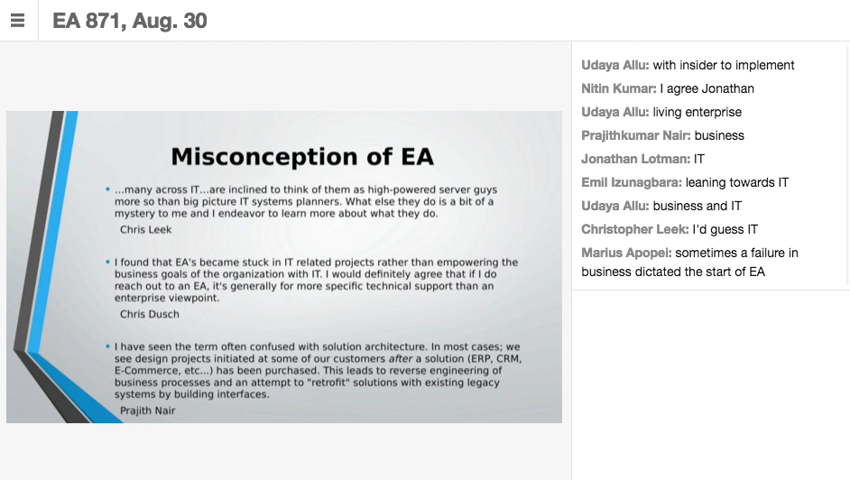 EA 871, Aug. 30
Misconception of EA
• ...many across IT...are inclined to think of them as high-powered server guys
more so than big picture IT systems planners. What else they do is a bit of a
mystery to me and I endeavor to learn more about what they do.
Chris Leek
• I found that EA's became stuck in IT related projects rather than empowering the
business goals of the organization with IT. I would definitely agree that if I do
reach out to an EA, it's generally for more specific technical support than an
enterprise viewpoint.
Chris Dusch
• I have seen the term often confused with solution architecture. In most cases; we
see design projects initiated at some of our customers after a solution (ERP, CRM,
E-Commerce, etc...) has been purchased. This leads to reverse engineering of
business processes and an attempt to "retrofit" solutions with existing legacy
systems by building interfaces.
Prajith Nair
Udaya Allu: with insider to implement
Nitin Kumar: I agree Jonathan
Udaya Allu: living enterprise
Prajithkumar Nair: business
Jonathan Lotman: IT
Emil Izunagbara: leaning towards IT
Udaya Allu: business and IT
Christopher Leek: I'd guess IT
Marius Apopei: sometimes a failure in
business dictated the start of EA